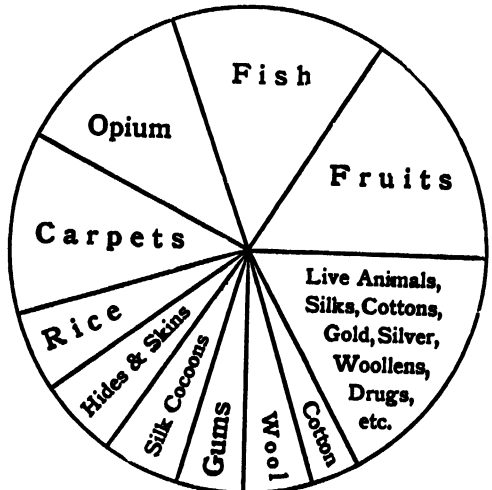 Fish
Fruits
Opium
Carpets
Rice
Hides & Skins
Silk Cocoons
Gums
Wool
Cotton
Live Animals,
Silks, Cottons,
Gold, Silver,
Woollens,
Drugs,
etc.